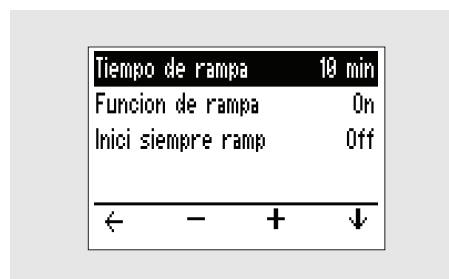 Tiempo de rampa 10 min
Funcion de rampa On
Inici siempre ramp Off
← − + ↓